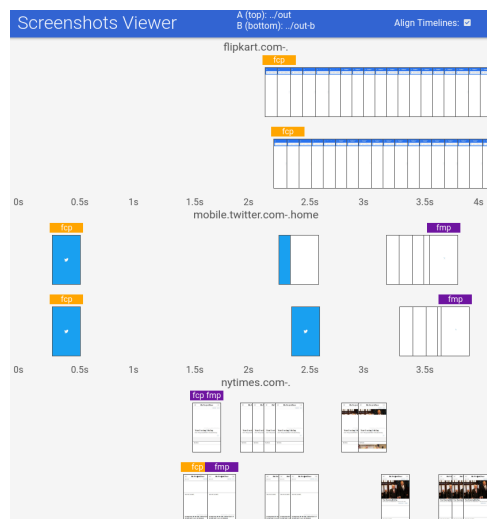 Screenshots Viewer
A (top): ../out
B (bottom): ../out-b
Align Timelines:
flipkart.com-.
fcp
fcp
0s 0.5s 1s 1.5s 2s 2.5s 3s 3.5s 4s
mobile.twitter.com-.home
fcp fmp
fcp fmp
0s 0.5s 1s 1.5s 2s 2.5s 3s 3.5s
nytimes.com-.
fcp fmp
fcp fmp